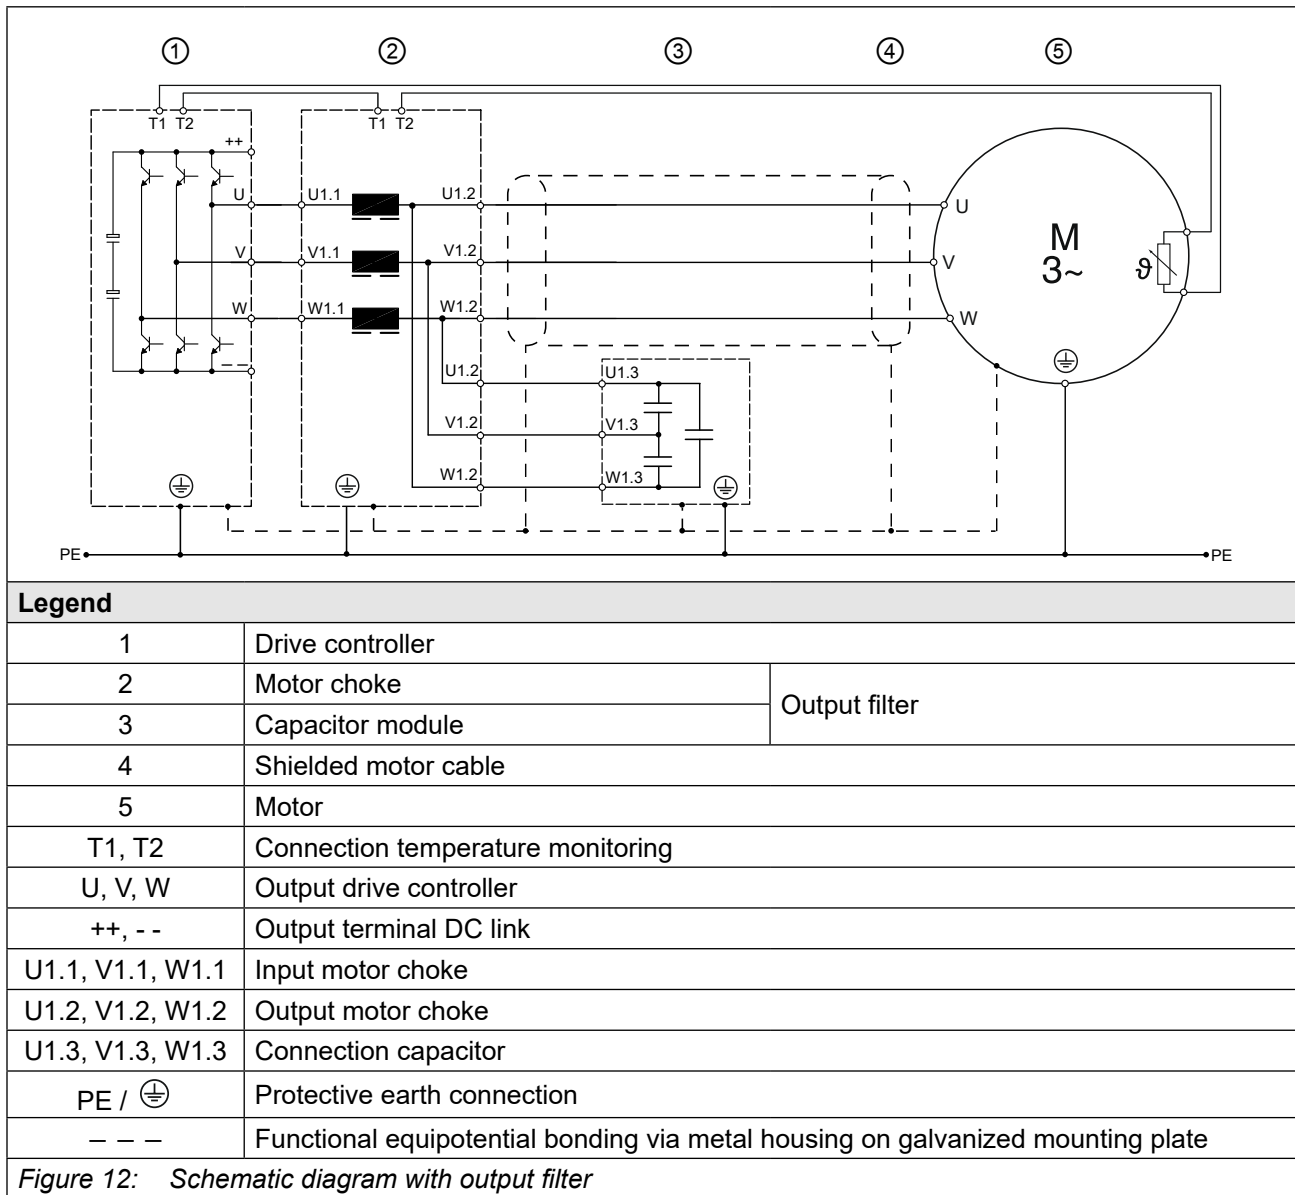 1 2 3 4 5
T1 T2 T1 T2
++
U U1.1 U1.2 U
V V1.1 V1.2 V
W W1.1 W1.2 W
M
3~
ϑ
– –
U1.2 U1.3
V1.2 V1.3
W1.2 W1.3
PE PE
Legend
1 Drive controller
2 Motor choke Output filter
3 Capacitor module
4 Shielded motor cable
5 Motor
T1, T2 Connection temperature monitoring
U, V, W Output drive controller
++, - - Output terminal DC link
U1.1, V1.1, W1.1 Input motor choke
U1.2, V1.2, W1.2 Output motor choke
U1.3, V1.3, W1.3 Connection capacitor
PE / Protective earth connection
– – – Functional equipotential bonding via metal housing on galvanized mounting plate
Figure 12: Schematic diagram with output filter